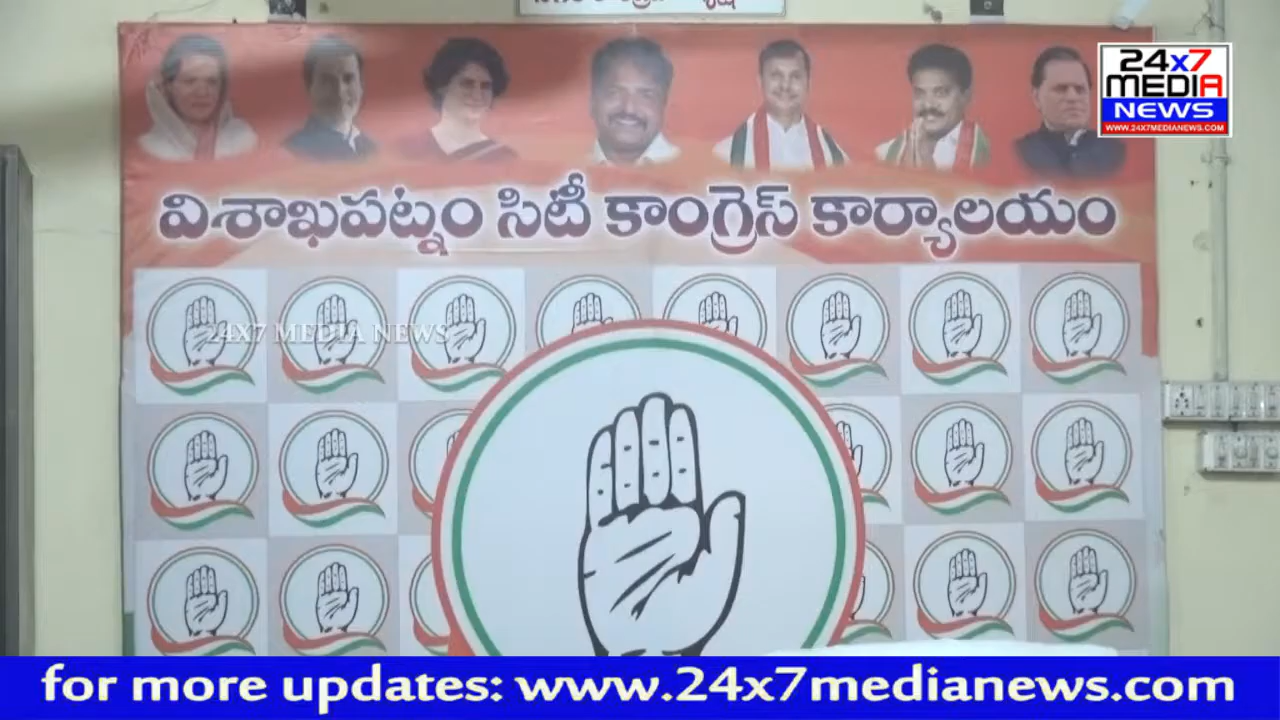 24x7
MEDIA
NEWS
WWW.24X7MEDIANEWS.COM
విశాఖపట్నం సిటీ కాంగ్రెస్ కార్యాలయం
24X7 MEDIA NEWS
for more updates: www.24x7medianews.com